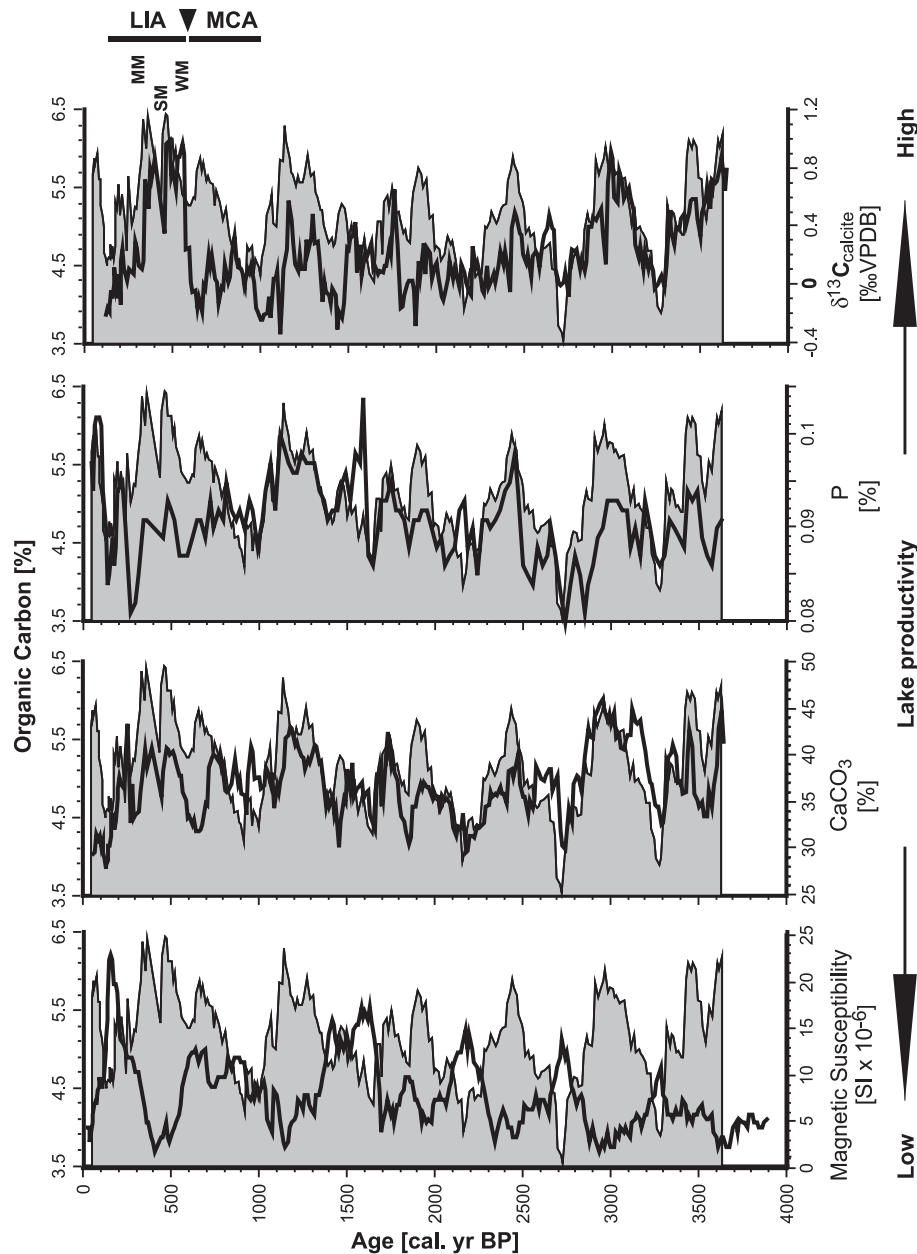 LIA MCA
MM
SM
WM
Organic Carbon [%]
3.5 4.5 5.5 6.5
3.5 4.5 5.5 6.5
3.5 4.5 5.5 6.5
3.5 4.5 5.5 6.5
0 5 10 15 20 25
Magnetic Susceptibility
[SI x 10-6]
25 30 35 40 45 50
CaCO3
[%]
0.08 0.09 0.1
P
[%]
-0.4 0 0.4 0.8 1.2
δ13Ccalcite
[‰VPDB]
0 500 1000 1500 2000 2500 3000 3500 4000
Age [cal. yr BP]
Low Lake productivity High